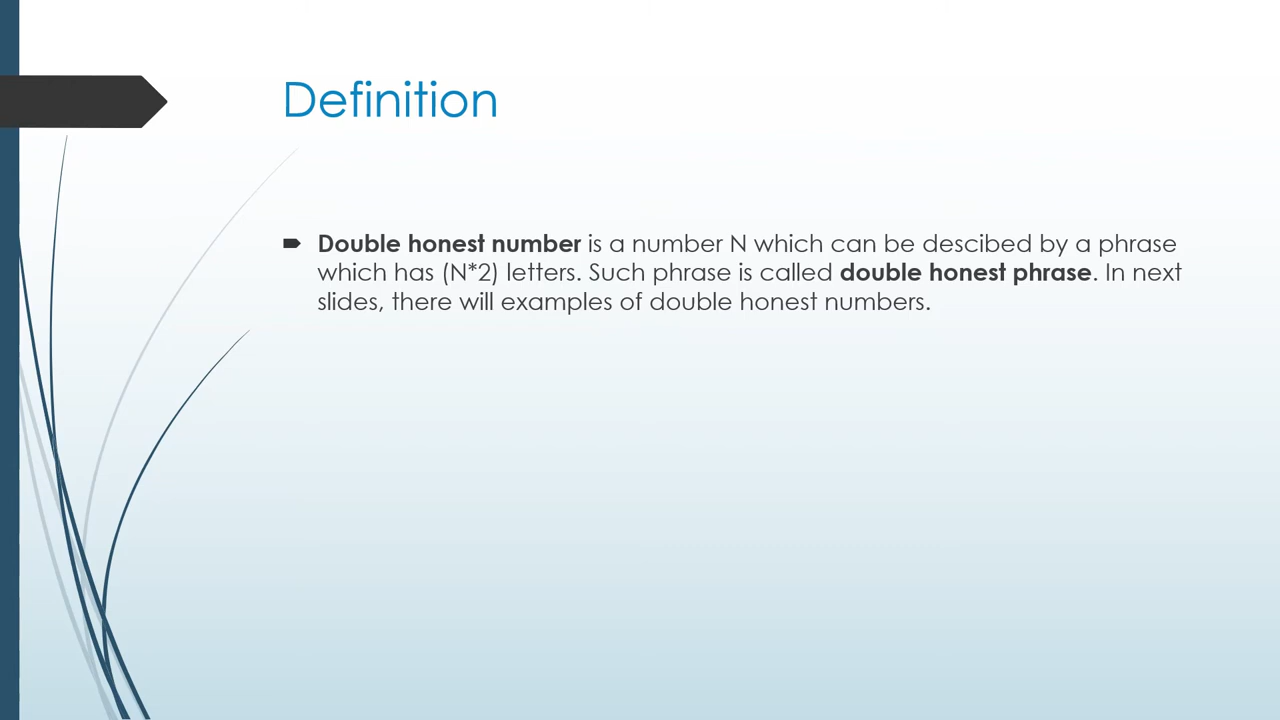 Definition
Double honest number is a number N which can be descibed by a phrase
which has (N*2) letters. Such phrase is called double honest phrase. In next
slides, there will examples of double honest numbers.